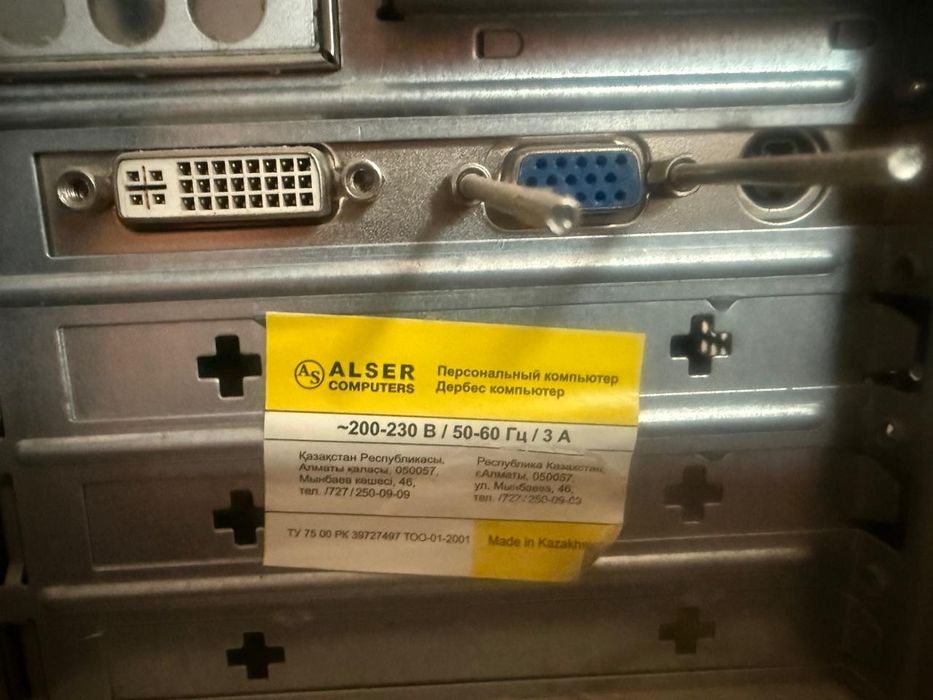 AS ALSER
COMPUTERS
Персональный компьютер
Дербес компьютер
~200-230 В / 50-60 Гц / 3 А
Қазақстан Республикасы,
Алматы қаласы, 050057,
Мынбаев көшесі, 46,
тел. /727/ 250-09-09
Республика Казахстан,
г.Алматы, 050057,
ул. Мынбаева, 46,
тел. /727/ 250-09-09
ТУ 75 00 РК 39727497 ТОО-01-2001
Made in